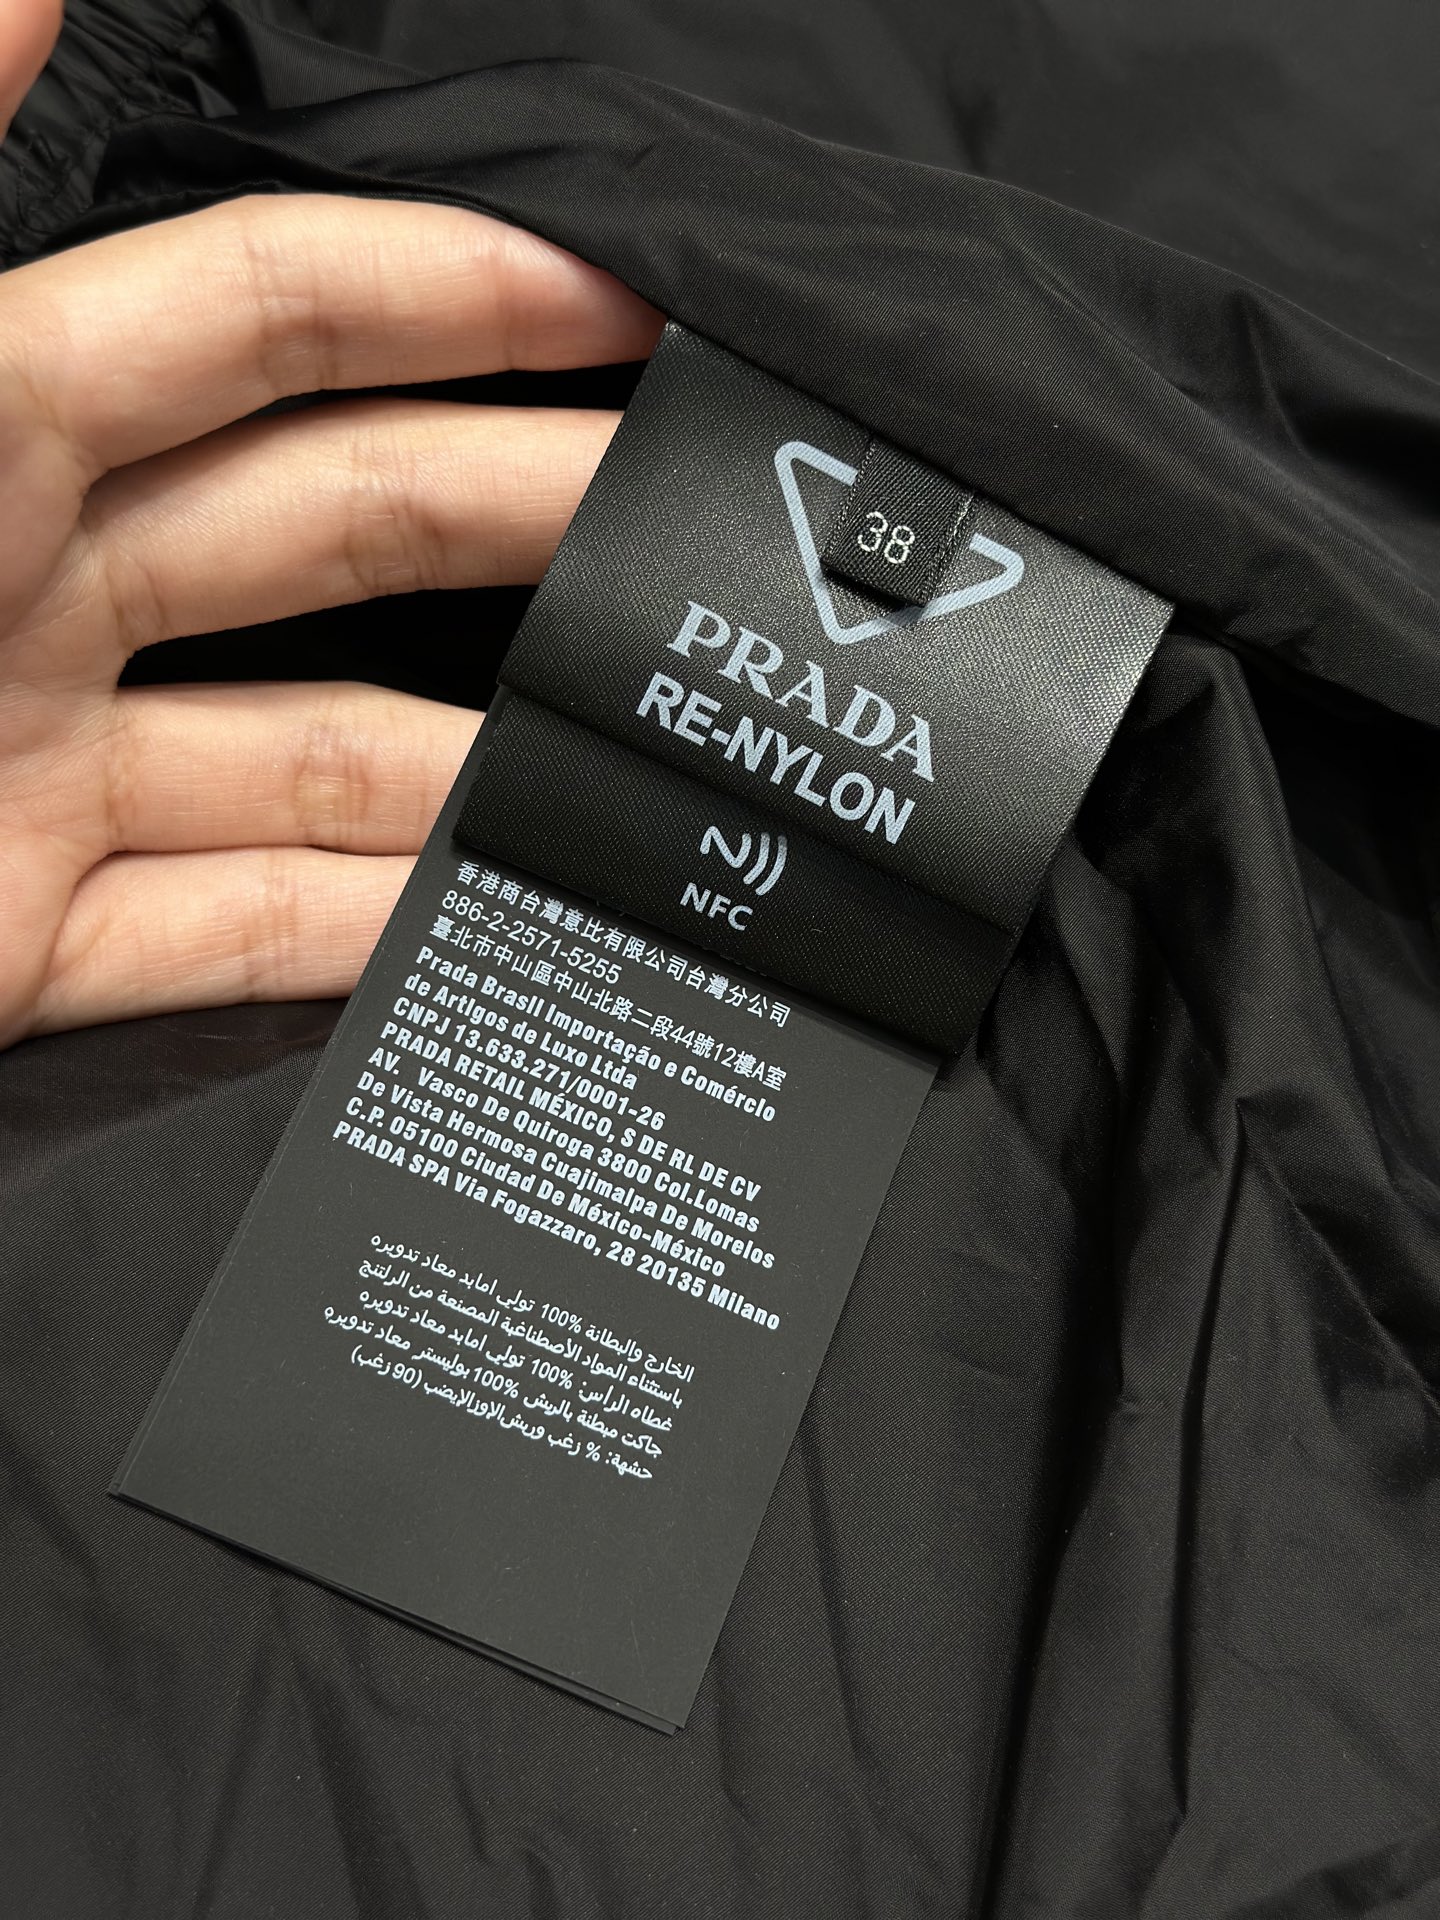 38
PRADA
RE-NYLON
NFC
香港商台灣意比有限公司台灣分公司
886-2-2571-5255
臺北市中山區中山北路二段44號12樓A室
Prada Brasil Importação e Comércio
de Artigos de Luxo Ltda
CNPJ 13.633.271/0001-26
PRADA RETAIL MÉXICO, S DE RL DE CV
AV. Vasco De Quiroga 3800 Col.Lomas
De Vista Hermosa Cuajimalpa De Morelos
C.P. 05100 Ciudad De México-México
PRADA SPA Via Fogazzaro, 28 20135 Milano
الخارج والبطانة %100 تولي امايد معاد تدويره
باستثناء المواد الأصطناغية المصنعة من الرلتنج
غطاه الرأس: %100 تولي امايد معاد تدويره
جاكت مبطنة بالريش %100 بوليستر معاد تدويره
حشهة: % زغب وريش الإوز الإيضب (90 زغب)